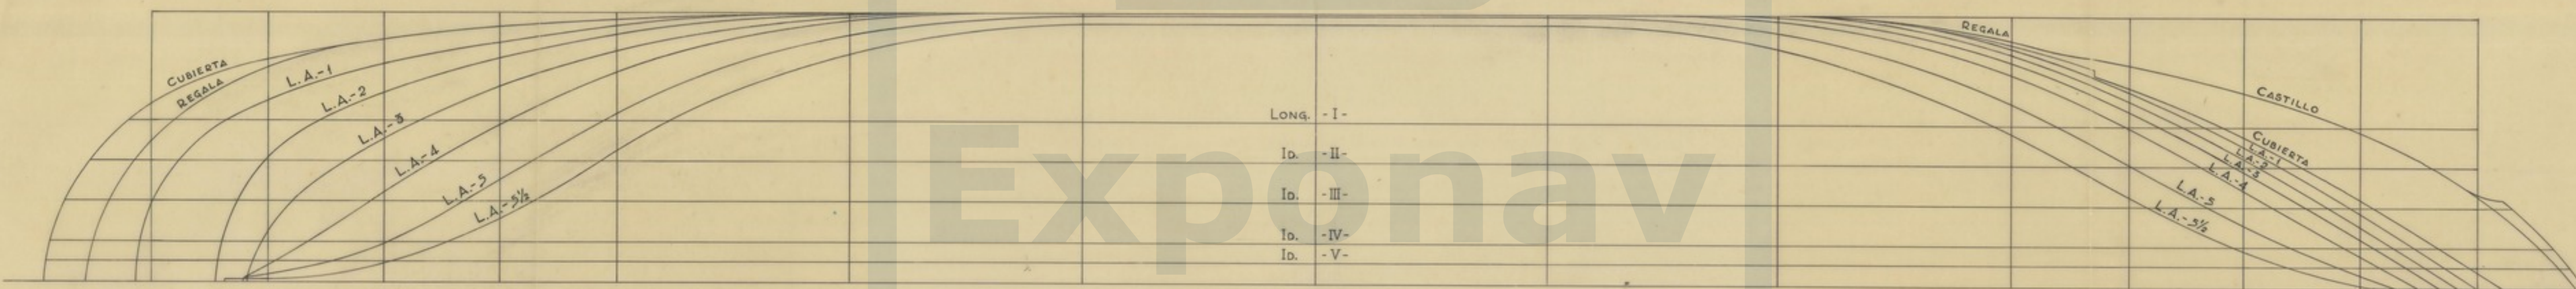 CUBIERTA
REGALA
L.A.-1
L.A.-2
L.A.-3
L.A.-4
L.A.-5
L.A.-5½
LONG. -I-
ID. -II-
ID. -III-
ID. -IV-
ID. -V-
Exponav
REGALA
CASTILLO
CUBIERTA
L.A.-1
L.A.-2
L.A.-3
L.A.-4
L.A.-5
L.A.-5½